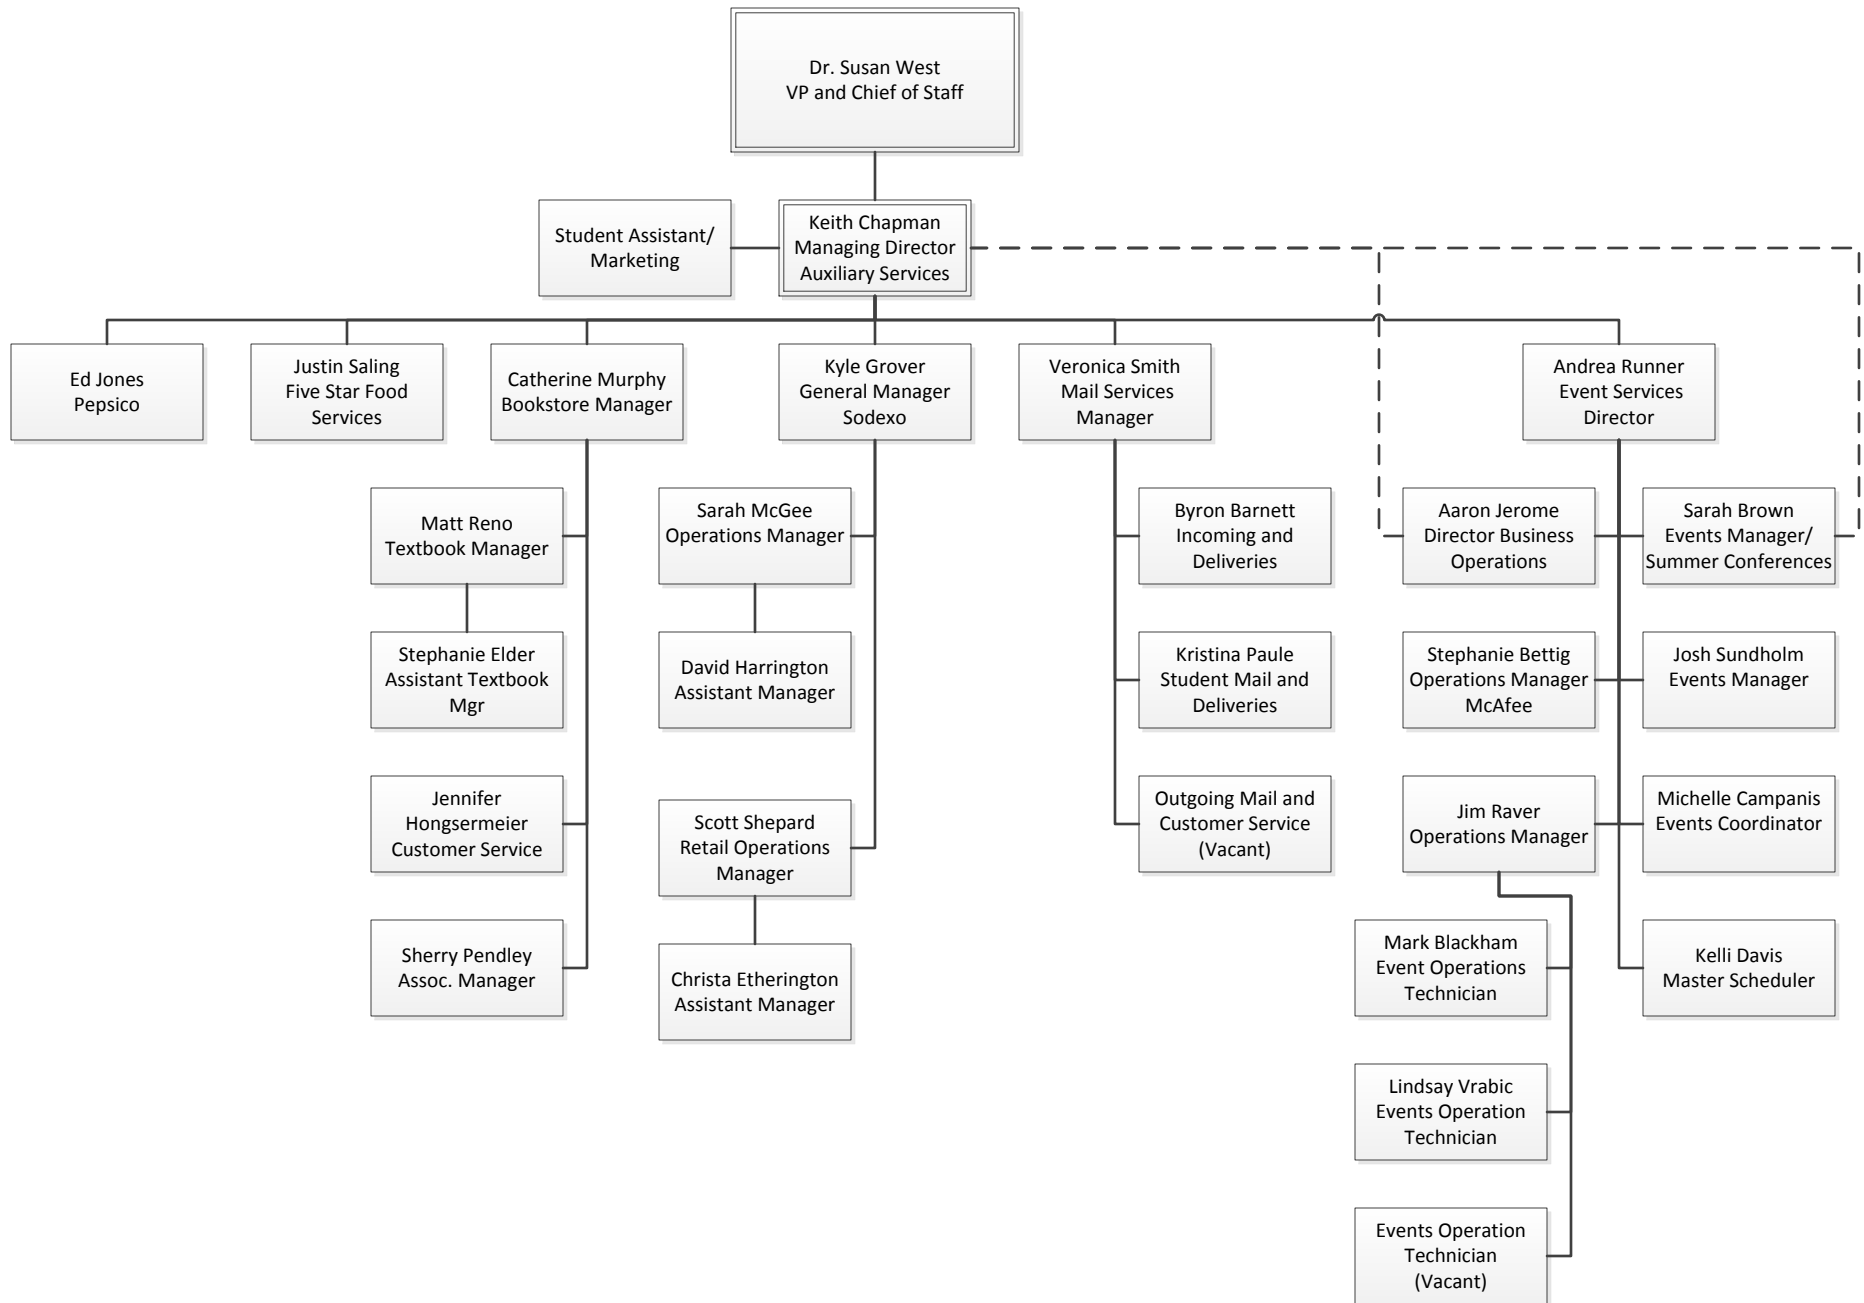 Dr. Susan West
VP and Chief of Staff
Student Assistant/
Marketing
Keith Chapman
Managing Director
Auxiliary Services
Ed Jones
Pepsico
Justin Saling
Five Star Food
Services
Catherine Murphy
Bookstore Manager
Kyle Grover
General Manager
Sodexo
Veronica Smith
Mail Services
Manager
Andrea Runner
Event Services
Director
Matt Reno
Textbook Manager
Stephanie Elder
Assistant Textbook
Mgr
Jennifer
Hongsermeier
Customer Service
Sherry Pendley
Assoc. Manager
Sarah McGee
Operations Manager
David Harrington
Assistant Manager
Scott Shepard
Retail Operations
Manager
Christa Etherington
Assistant Manager
Byron Barnett
Incoming and
Deliveries
Kristina Paule
Student Mail and
Deliveries
Outgoing Mail and
Customer Service
(Vacant)
Aaron Jerome
Director Business
Operations
Sarah Brown
Events Manager/
Summer Conferences
Stephanie Bettig
Operations Manager
McAfee
Josh Sundholm
Events Manager
Jim Raver
Operations Manager
Michelle Campanis
Events Coordinator
Mark Blackham
Event Operations
Technician
Kelli Davis
Master Scheduler
Lindsay Vrabic
Events Operation
Technician
Events Operation
Technician
(Vacant)